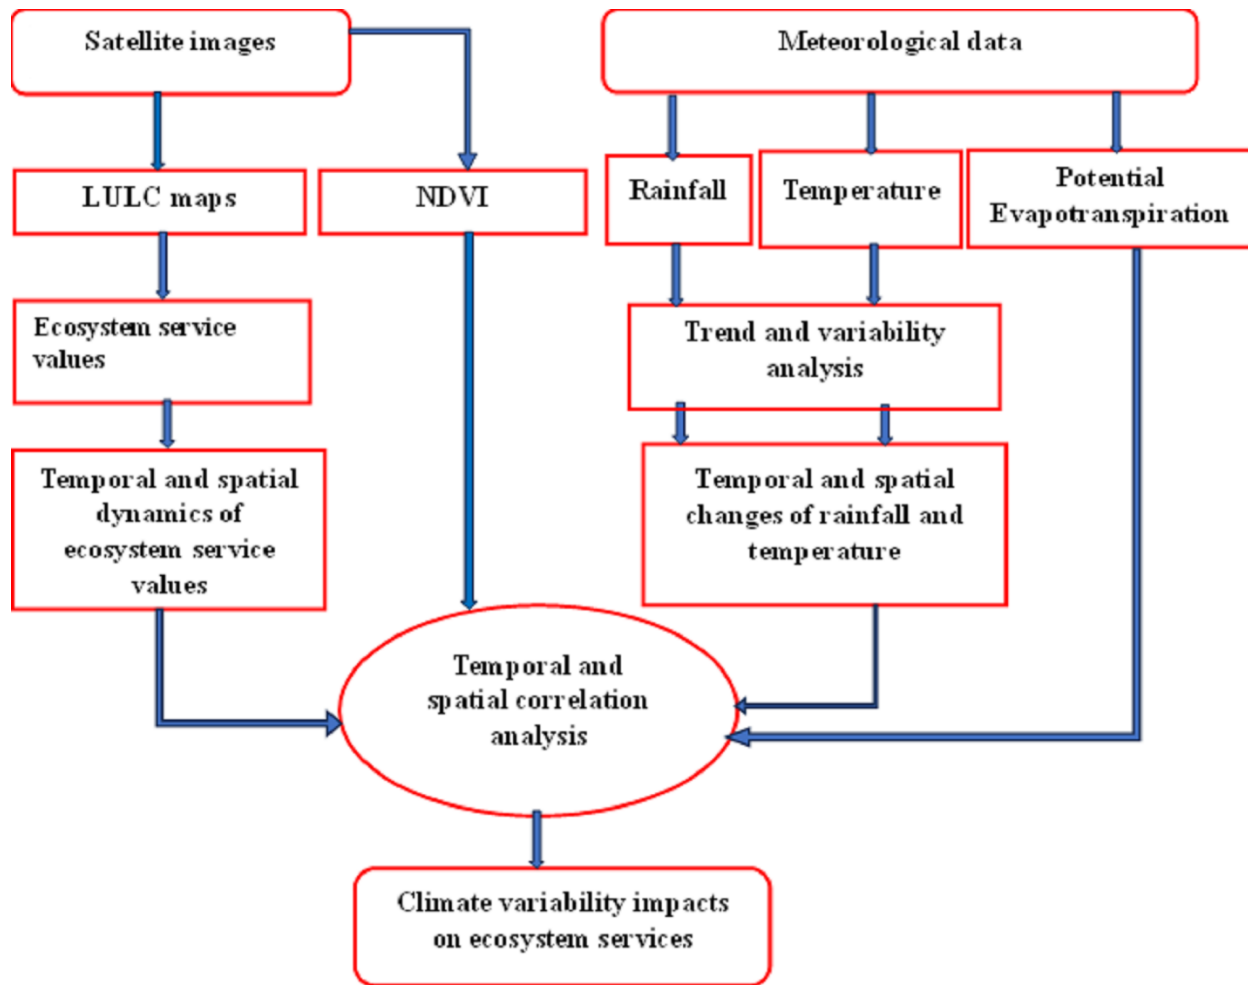 Satellite images
Meteorological data
LULC maps
NDVI
Rainfall
Temperature
Potential
Evapotranspiration
Ecosystem service
values
Trend and variability
analysis
Temporal and spatial
dynamics of
ecosystem service
values
Temporal and spatial
changes of rainfall and
temperature
Temporal and
spatial correlation
analysis
Climate variability impacts
on ecosystem services